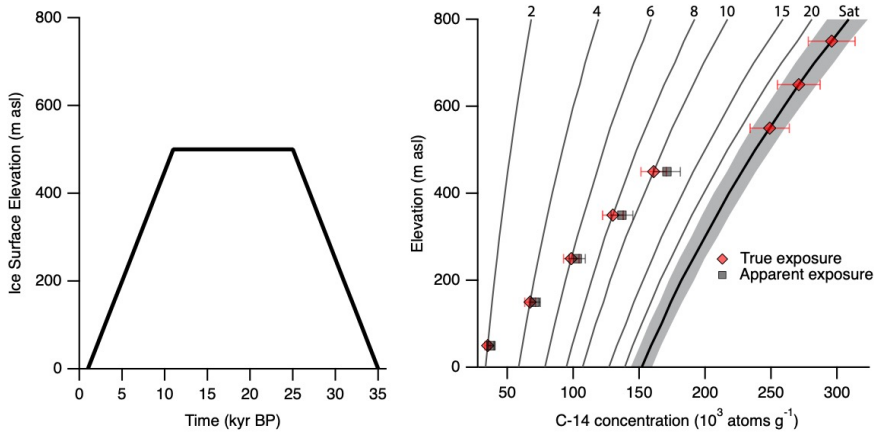 800
600
400
200
0
Ice Surface Elevation (m asl)
0 5 10 15 20 25 30 35
Time (kyr BP)
2 4 6 8 10 15 20 Sat
800
600
400
200
0
Elevation (m asl)
True exposure
Apparent exposure
50 100 150 200 250 300
C-14 concentration (10³ atoms g⁻¹)